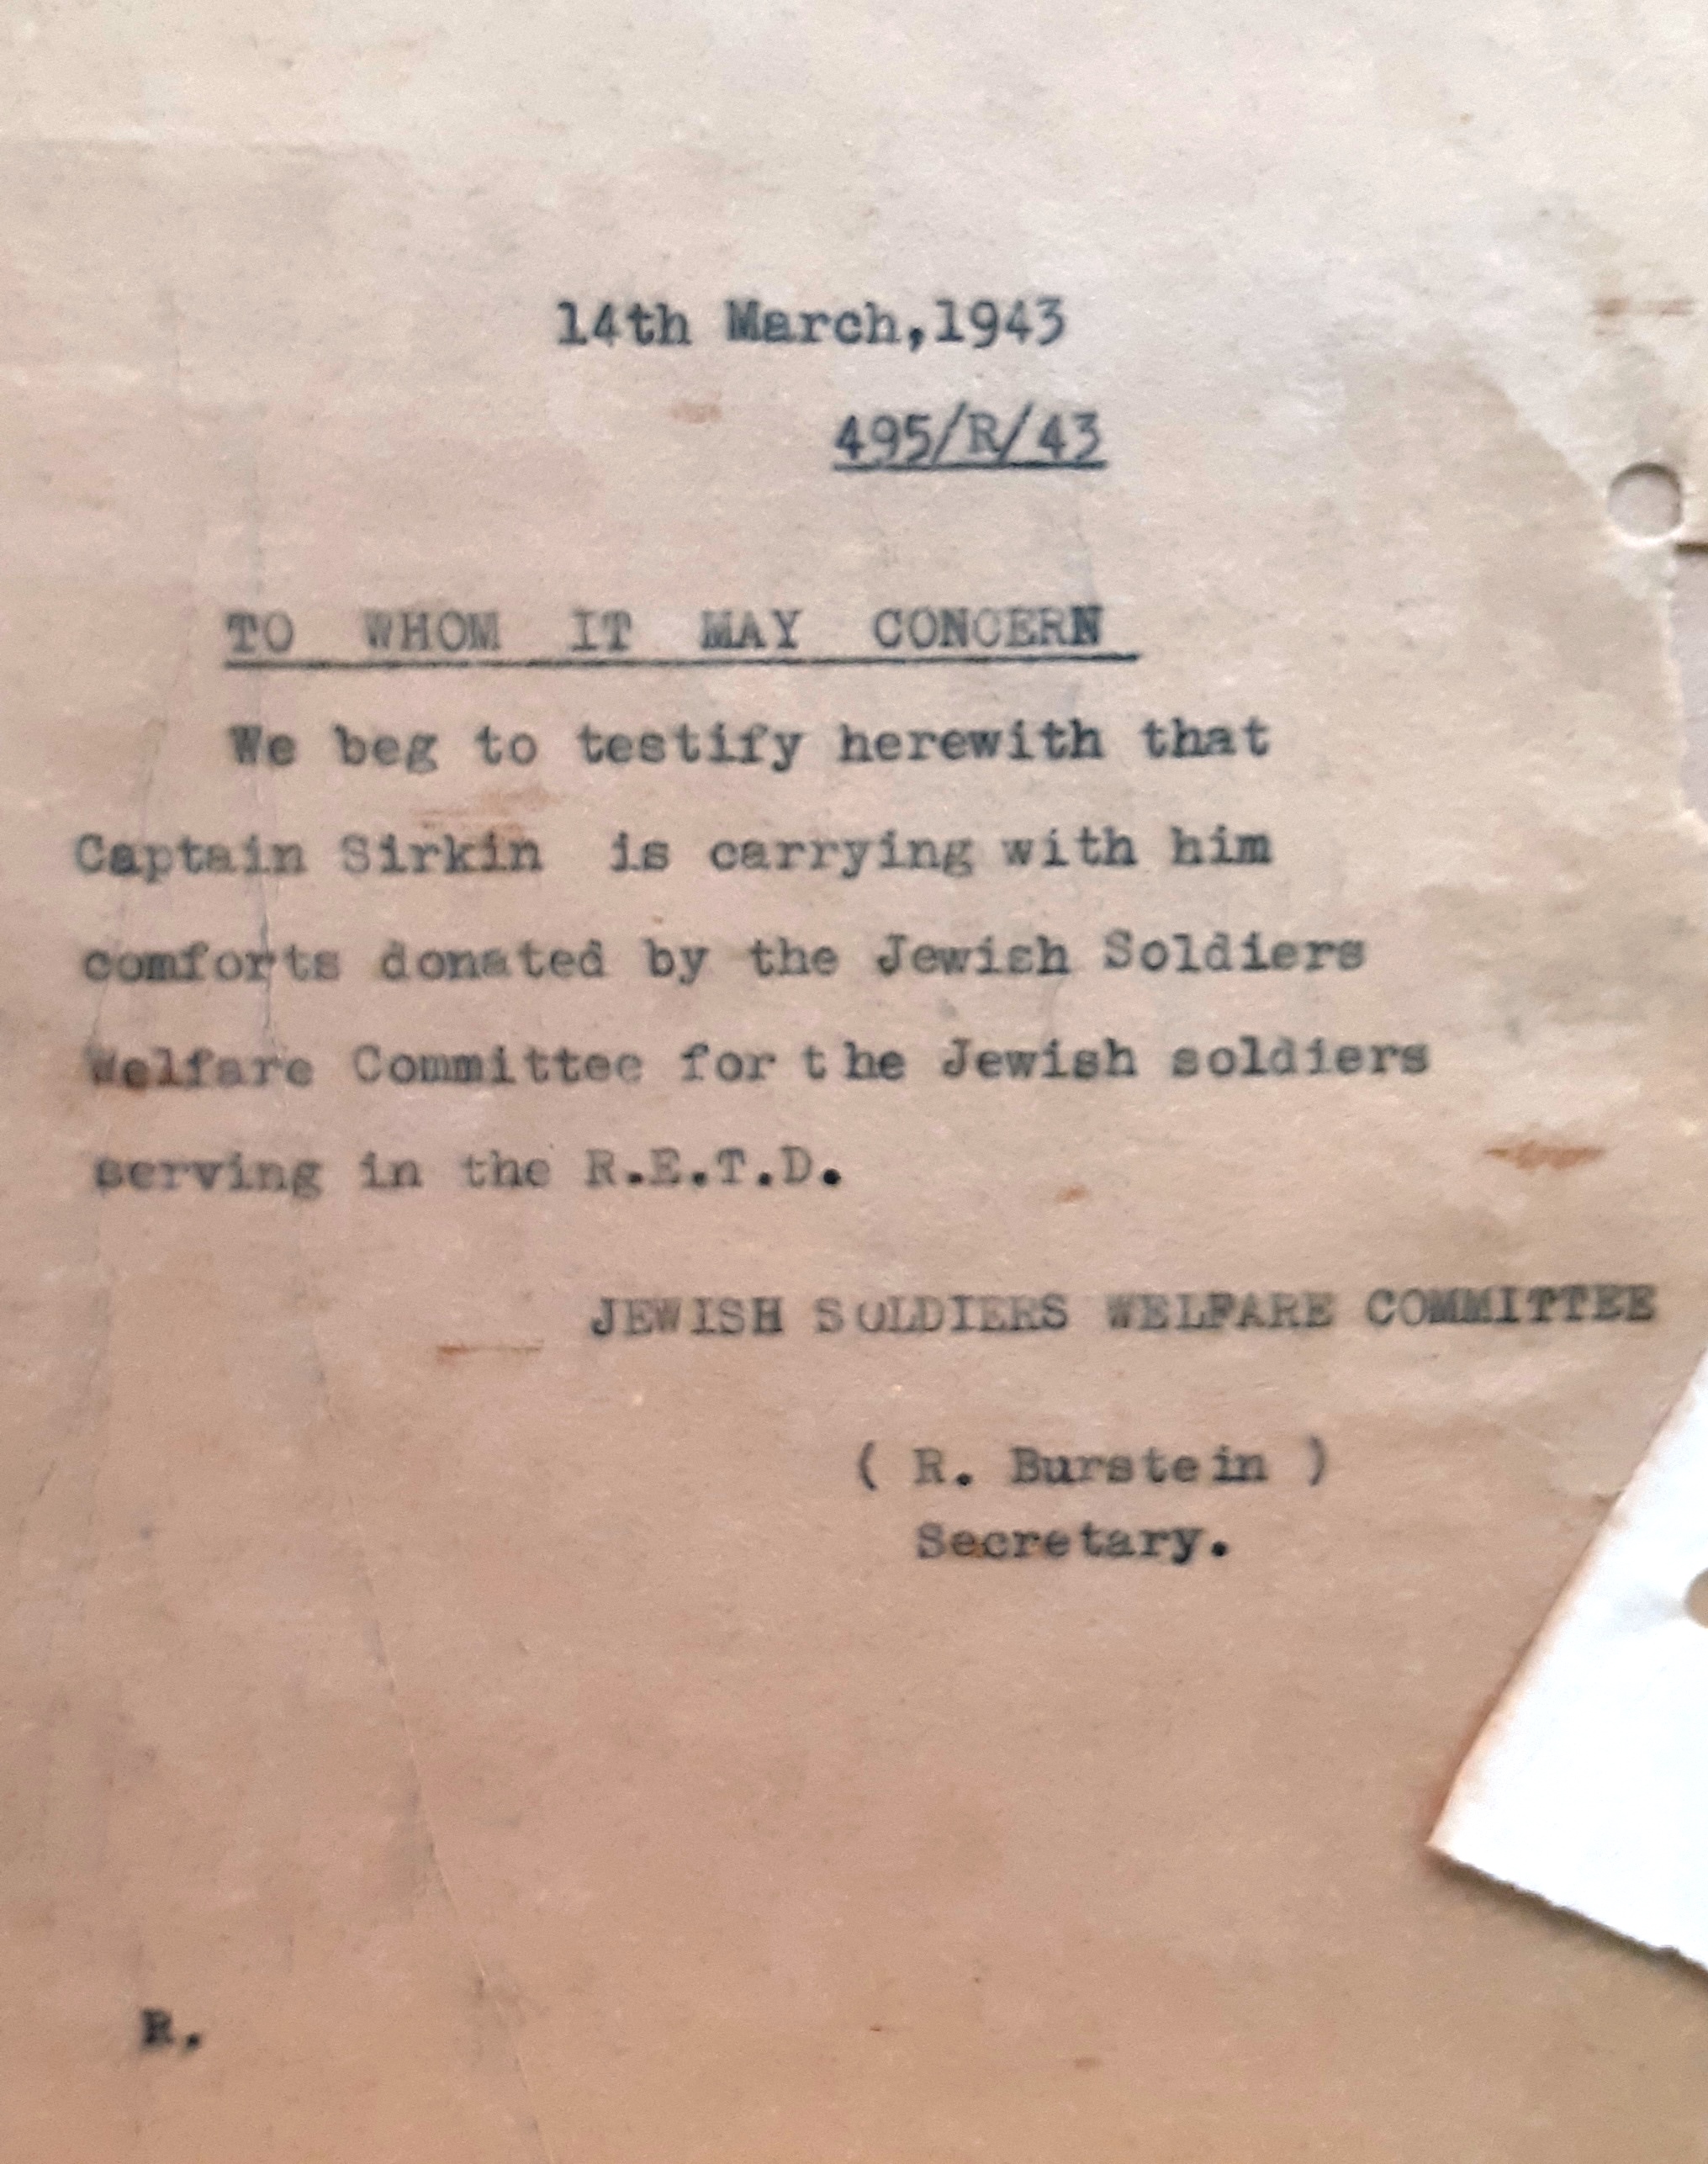 14th March,1943
495/R/43
TO WHOM IT MAY CONCERN
We beg to testify herewith that
Captain Sirkin is carrying with him
comforts donated by the Jewish Soldiers
Welfare Committee for the Jewish soldiers
serving in the R.E.T.D.
JEWISH SOLDIERS WELFARE COMMITTEE
( R. Burstein )
Secretary.
R.